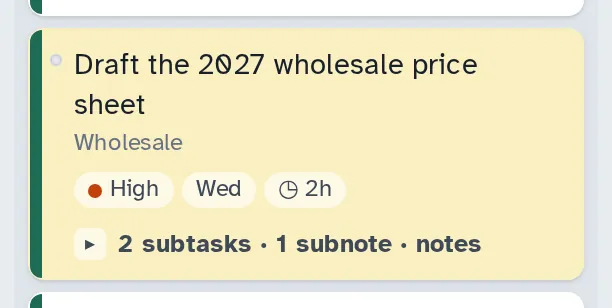 Draft the 2027 wholesale price
sheet
Wholesale
High Wed 2h
2 subtasks · 1 subnote · notes